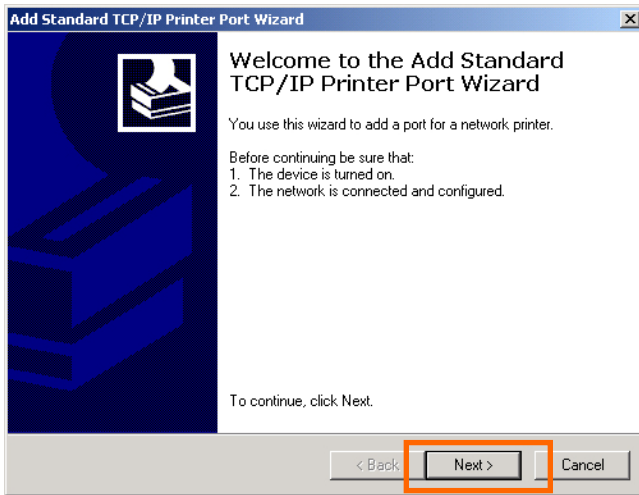 Add Standard TCP/IP Printer Port Wizard
Welcome to the Add Standard
TCP/IP Printer Port Wizard
You use this wizard to add a port for a network printer.
Before continuing be sure that:
1. The device is turned on.
2. The network is connected and configured.
To continue, click Next.
< Back
Next >
Cancel